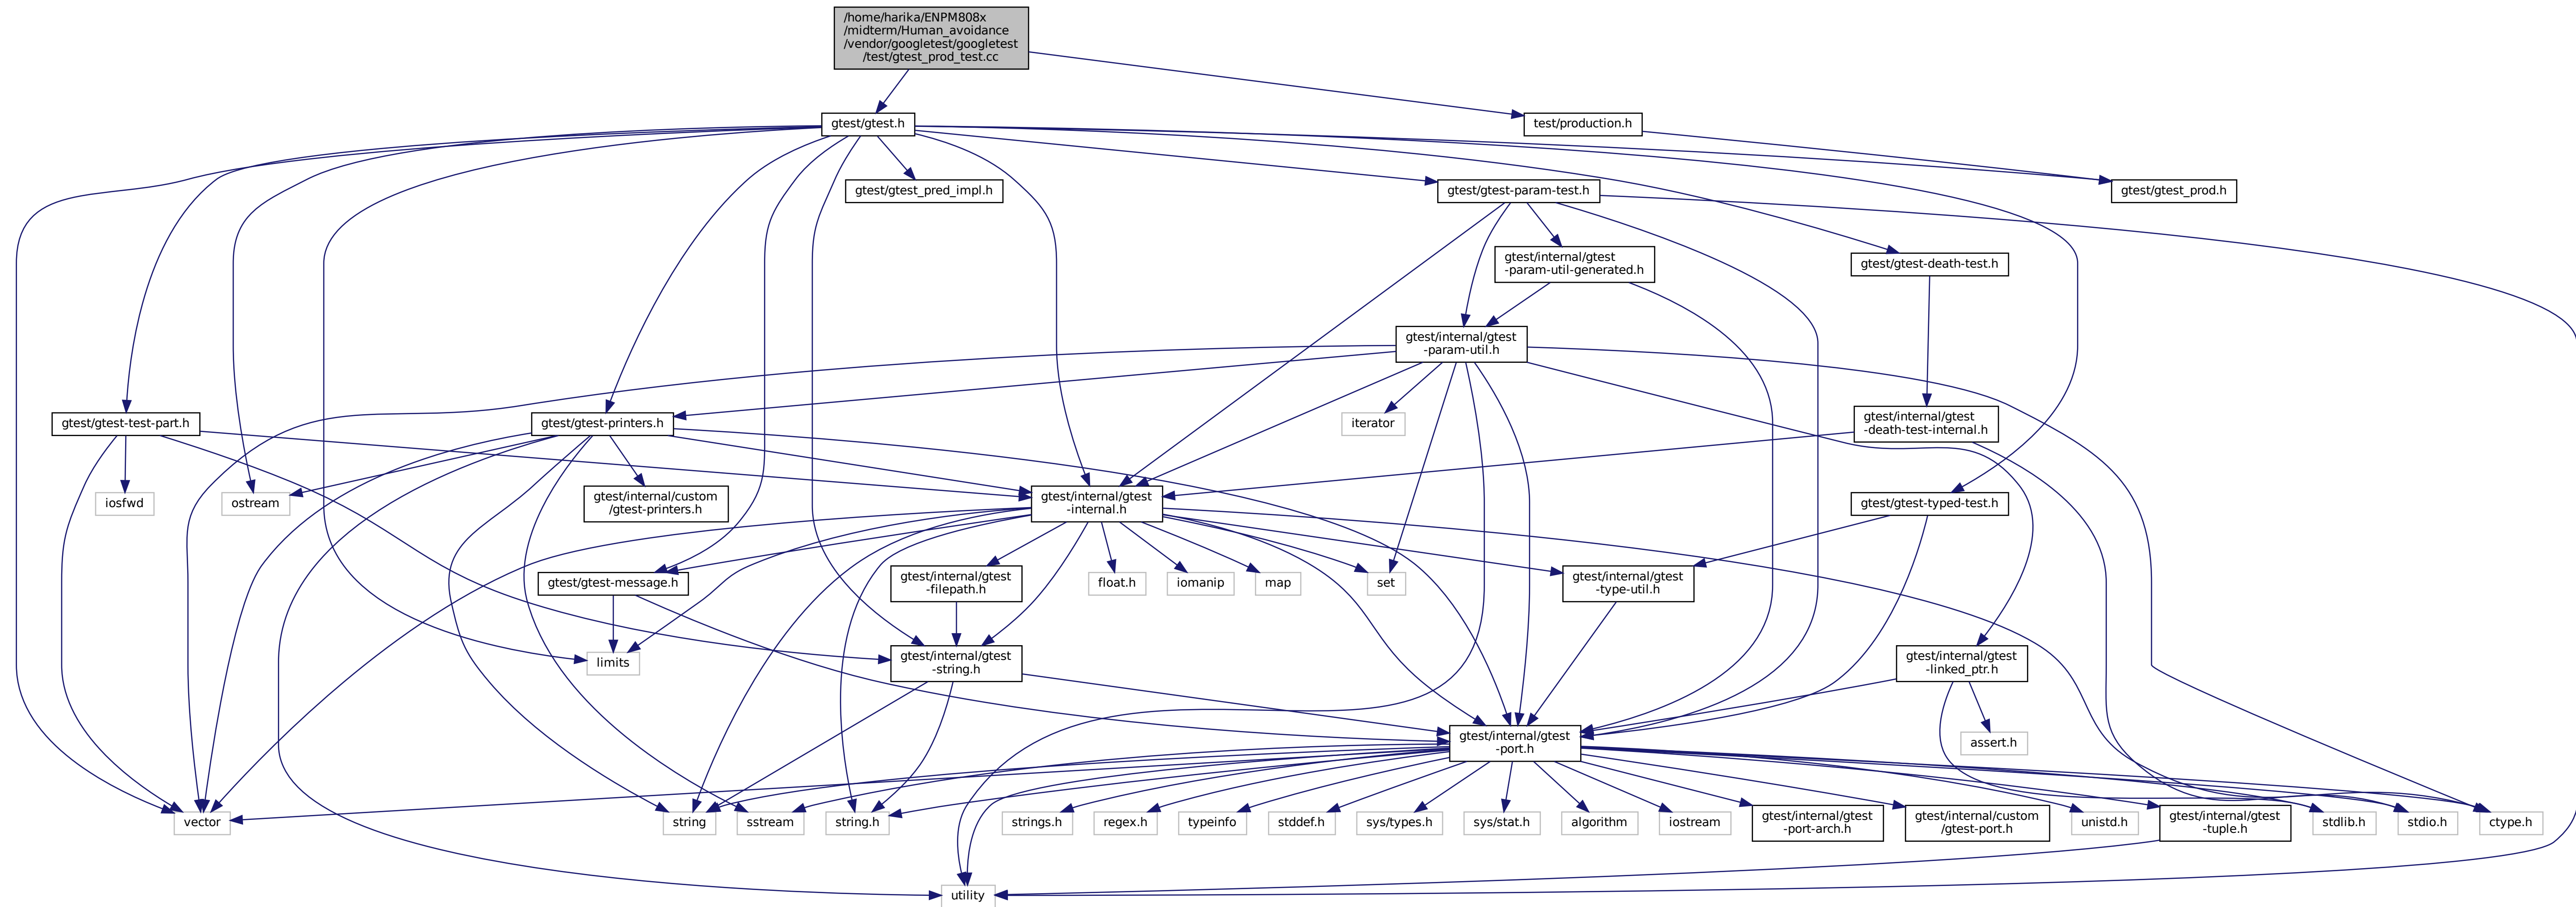 /home/harika/ENPM808x
/midterm/Human_avoidance
/vendor/googletest/googletest
/test/gtest_prod_test.cc
gtest/gtest.h
test/production.h
gtest/gtest_pred_impl.h
gtest/gtest-param-test.h
gtest/gtest_prod.h
gtest/internal/gtest
-param-util-generated.h
gtest/gtest-death-test.h
gtest/internal/gtest
-param-util.h
gtest/gtest-test-part.h
gtest/gtest-printers.h
iterator
gtest/internal/gtest
-death-test-internal.h
iosfwd
ostream
gtest/internal/custom
/gtest-printers.h
gtest/internal/gtest
-internal.h
gtest/gtest-typed-test.h
gtest/gtest-message.h
gtest/internal/gtest
-filepath.h
float.h
iomanip
map
set
gtest/internal/gtest
-type-util.h
limits
gtest/internal/gtest
-string.h
gtest/internal/gtest
-linked_ptr.h
gtest/internal/gtest
-port.h
assert.h
vector
string
sstream
string.h
strings.h
regex.h
typeinfo
stddef.h
sys/types.h
sys/stat.h
algorithm
iostream
gtest/internal/gtest
-port-arch.h
gtest/internal/custom
/gtest-port.h
unistd.h
gtest/internal/gtest
-tuple.h
stdlib.h
stdio.h
ctype.h
utility